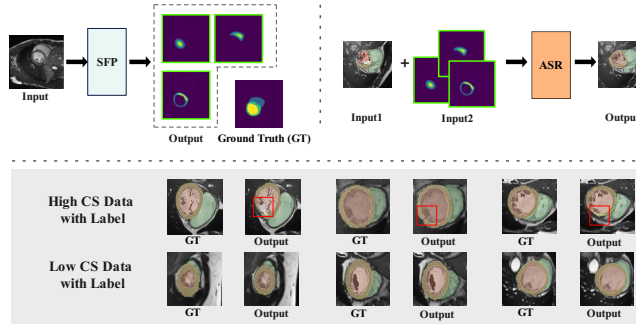 SFP
Input
Output
Ground Truth (GT)
+
Input1
Input2
ASR
Outpu
High CS Data
with Label
GT
Output
GT
Output
GT
Output
Low CS Data
with Label
GT
Output
GT
Output
GT
Output